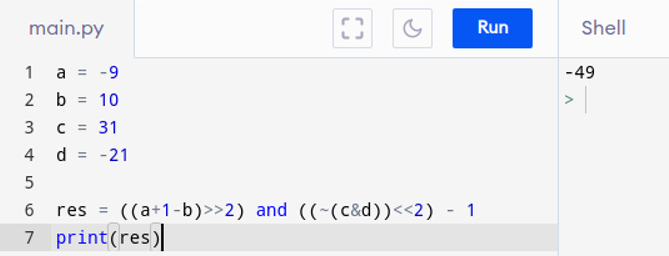 main.py Run Shell
1 a = -9
2 b = 10
3 c = 31
4 d = -21
5
6 res = ((a+1-b)>>2) and ((~(c&d))<<2) - 1
7 print(res)
-49
>